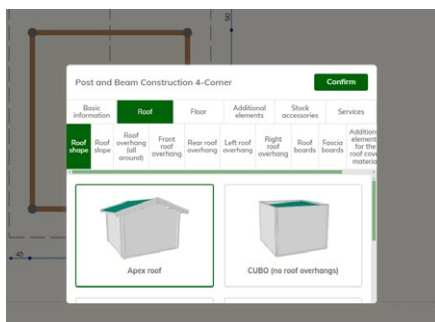 50
Post and Beam Construction 4-Corner
Confirm
Basic
information
Roof
Floor
Additional
elements
Stock
accessories
Services
Roof
shape
Roof
slope
Roof
overhang
(all
around)
Front
roof
overhang
Rear roof
overhang
Left roof
overhang
Right
roof
overhang
Roof
boards
Fascia
boards
Addition
element
for the
roof cov
materia
Apex roof
CUBO (no roof overhangs)
40